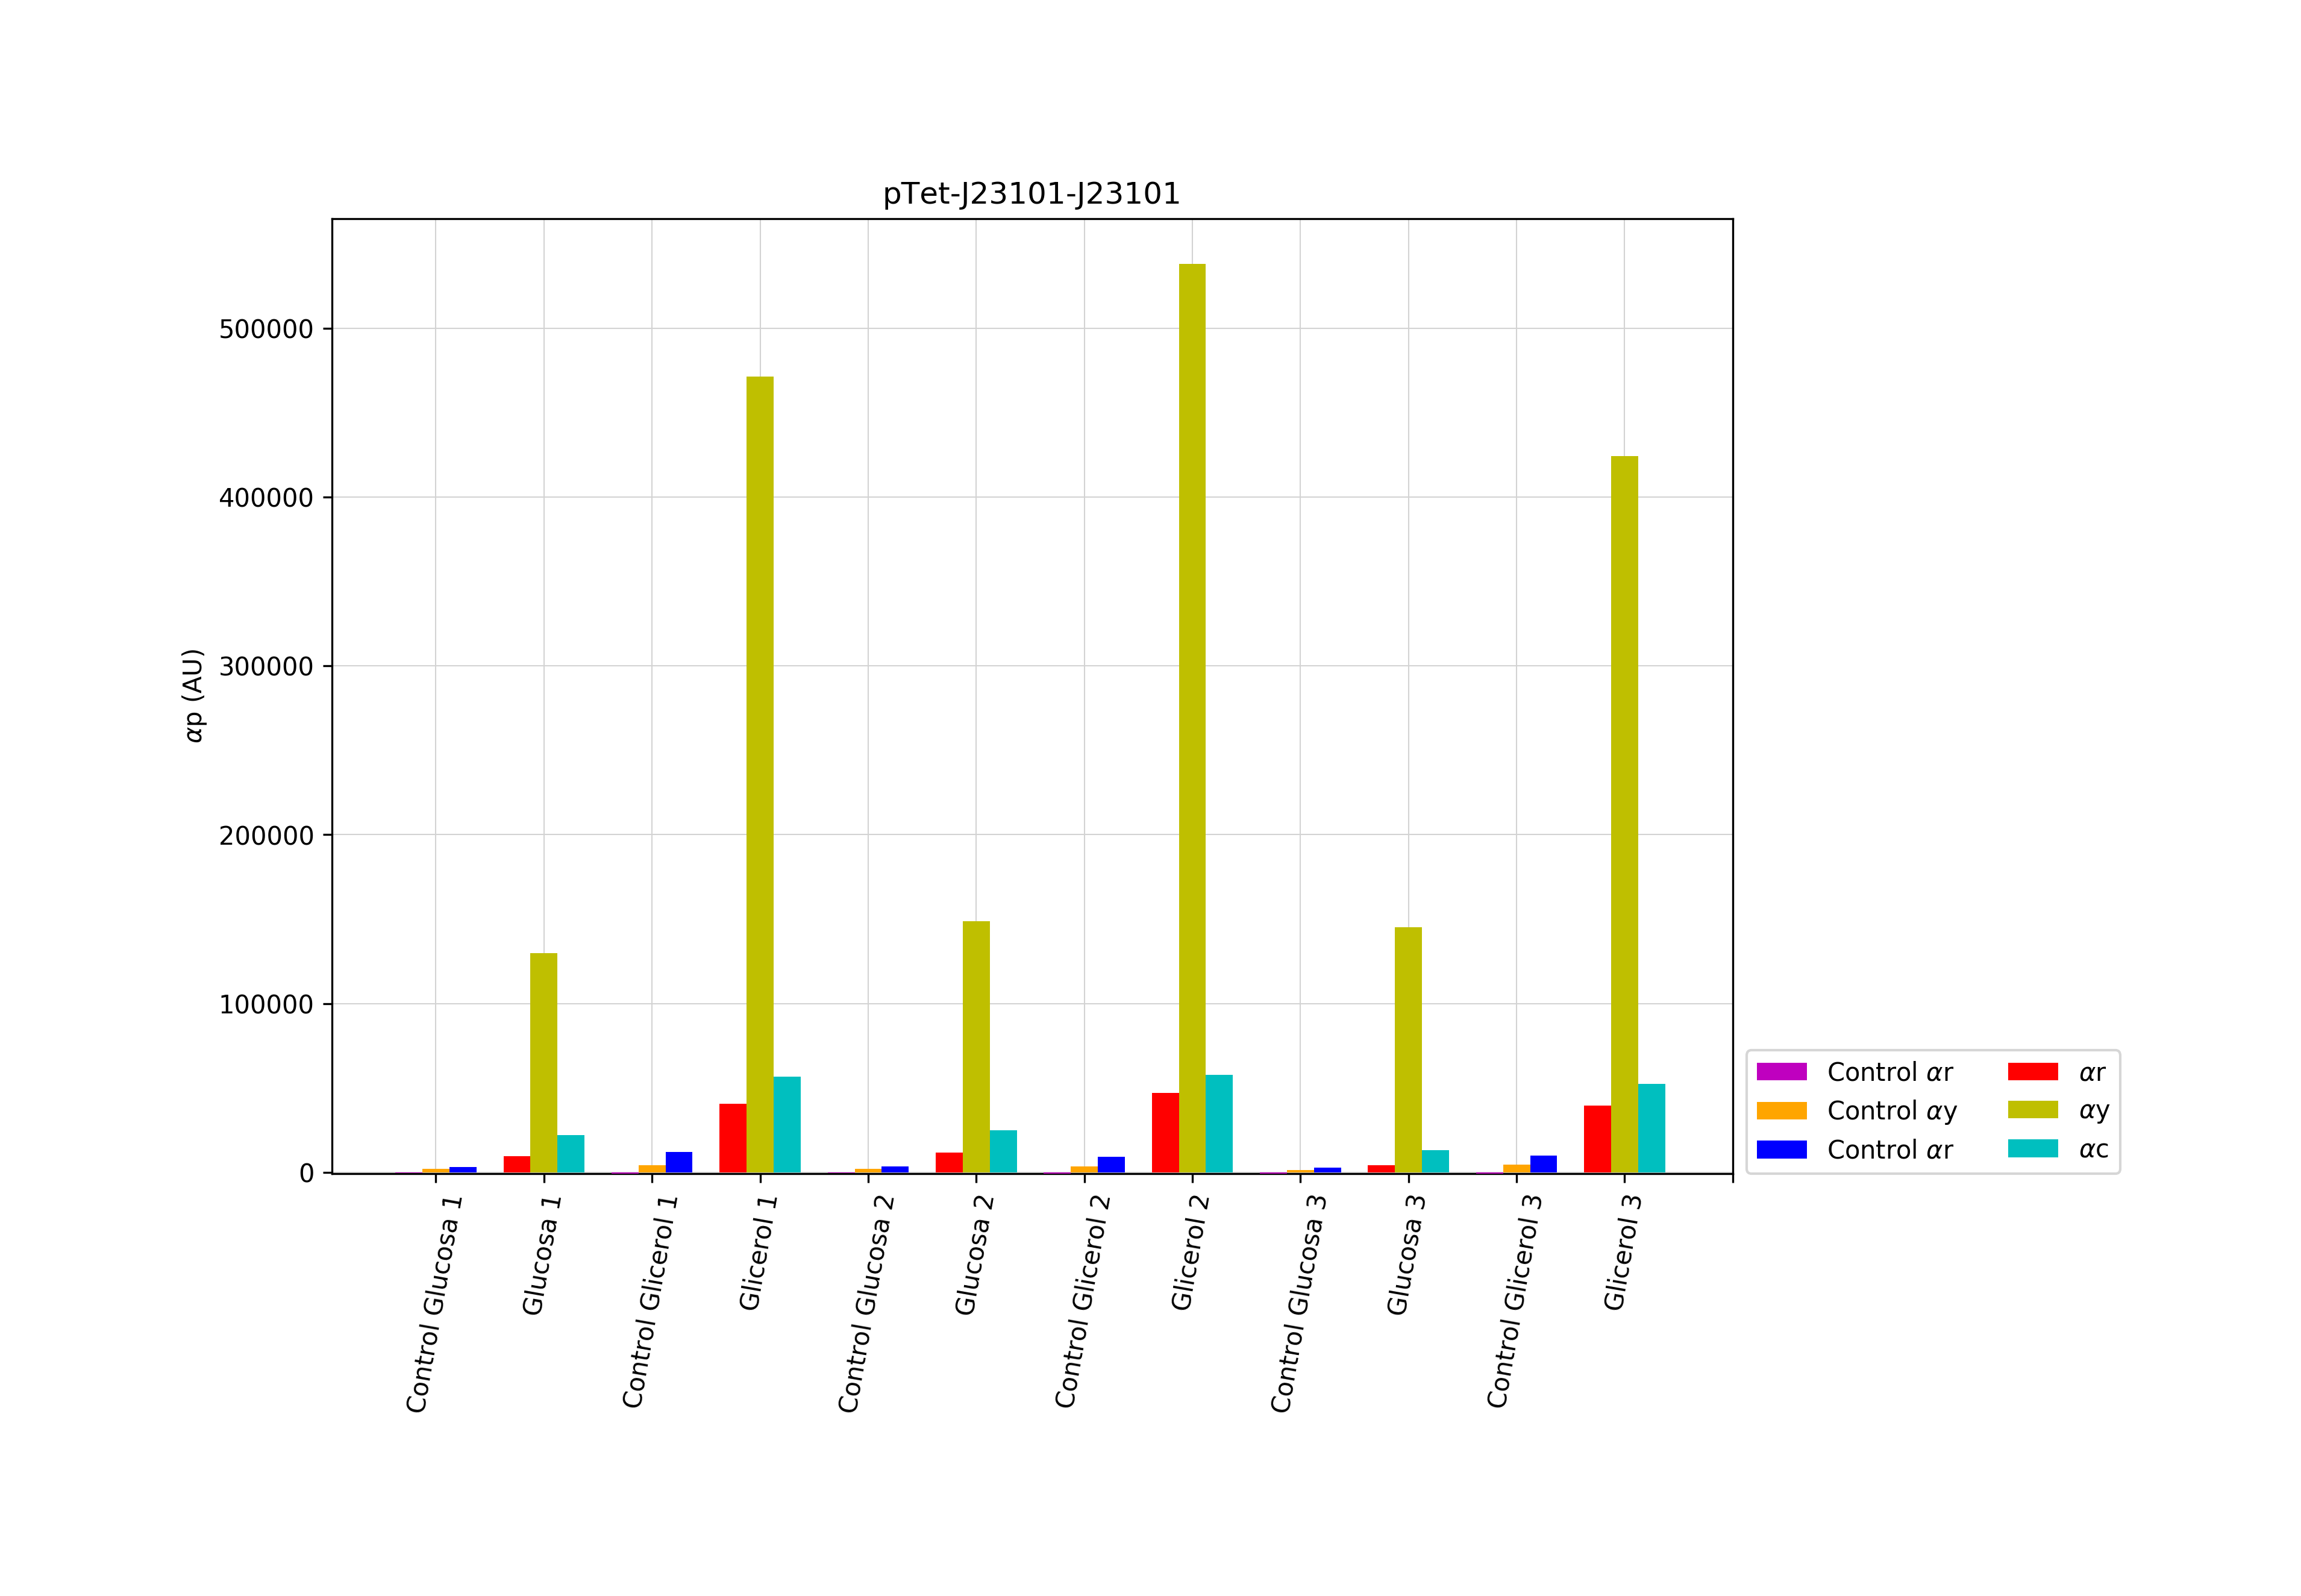 pTet-J23101-J23101
αp (AU)
500000
400000
300000
200000
100000
0
Control Glucosa 1
Glucosa 1
Control Glicerol 1
Glicerol 1
Control Glucosa 2
Glucosa 2
Control Glicerol 2
Glicerol 2
Control Glucosa 3
Glucosa 3
Control Glicerol 3
Glicerol 3
Control αr
Control αy
Control αr
αr
αy
αc